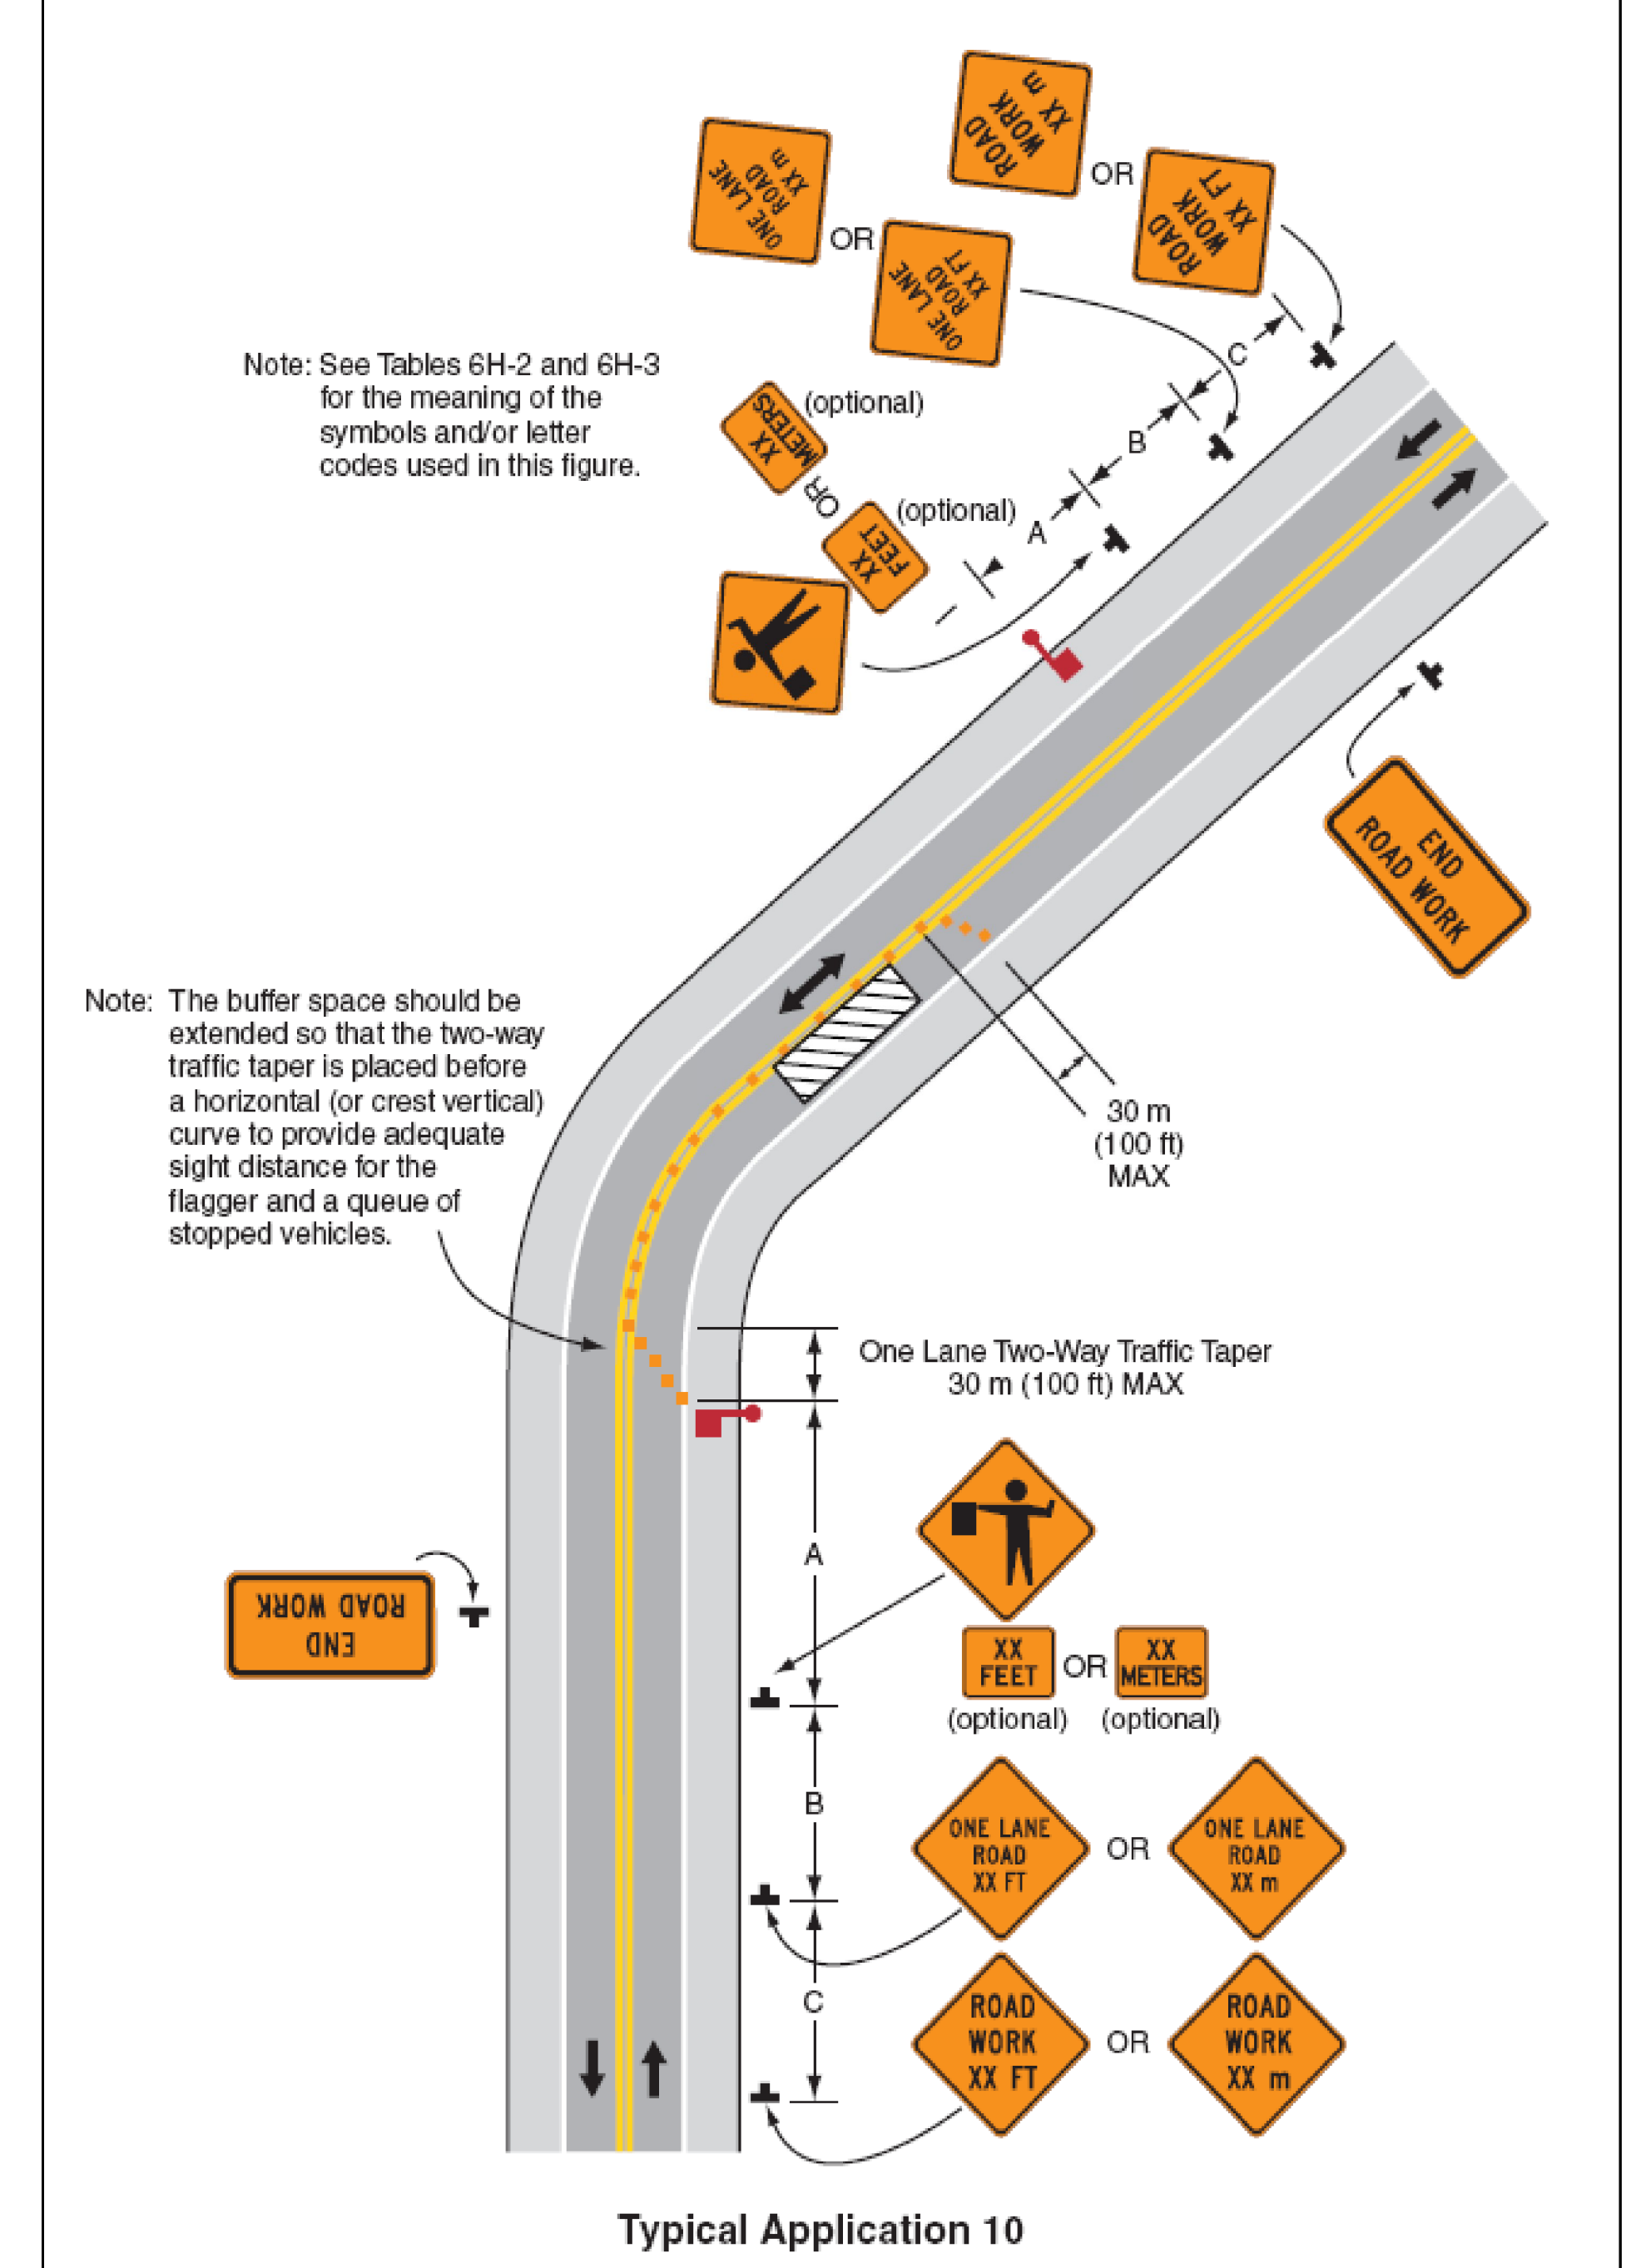 ROAD
WORK
XX m
OR
ROAD
WORK
XX FT
ONE LANE
ROAD
XX m
OR
ONE LANE
ROAD
XX FT
C
Note: See Tables 6H-2 and 6H-3
for the meaning of the
symbols and/or letter
codes used in this figure.
XX
METERS
(optional)
OR
XX
FEET
(optional)
B
A
END
ROAD WORK
Note: The buffer space should be
extended so that the two-way
traffic taper is placed before
a horizontal (or crest vertical)
curve to provide adequate
sight distance for the
flagger and a queue of
stopped vehicles.
30 m
(100 ft)
MAX
One Lane Two-Way Traffic Taper
30 m (100 ft) MAX
A
END
ROAD WORK
XX
FEET
OR
XX
METERS
(optional)
(optional)
B
ONE LANE
ROAD
XX FT
OR
ONE LANE
ROAD
XX m
C
ROAD
WORK
XX FT
OR
ROAD
WORK
XX m
Typical Application 10